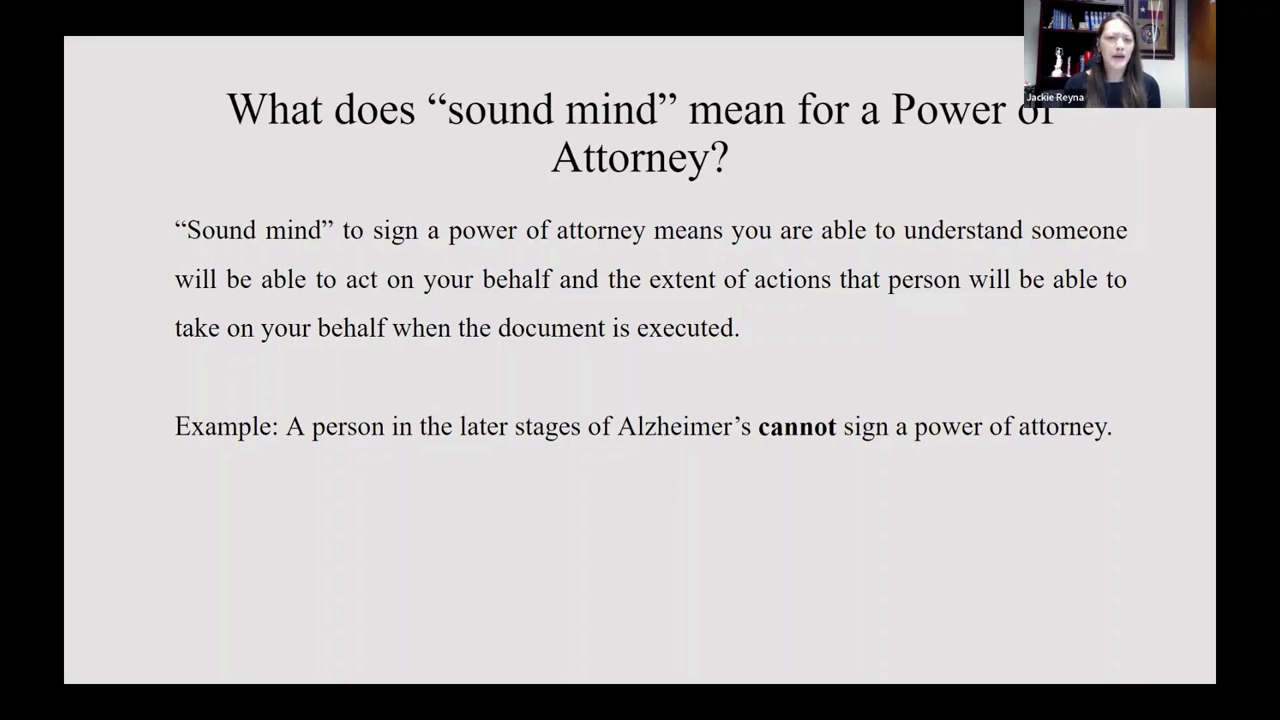 What does “sound mind” mean for a Power of
Attorney?
Jackie Reyna
“Sound mind” to sign a power of attorney means you are able to understand someone
will be able to act on your behalf and the extent of actions that person will be able to
take on your behalf when the document is executed.
Example: A person in the later stages of Alzheimer’s cannot sign a power of attorney.